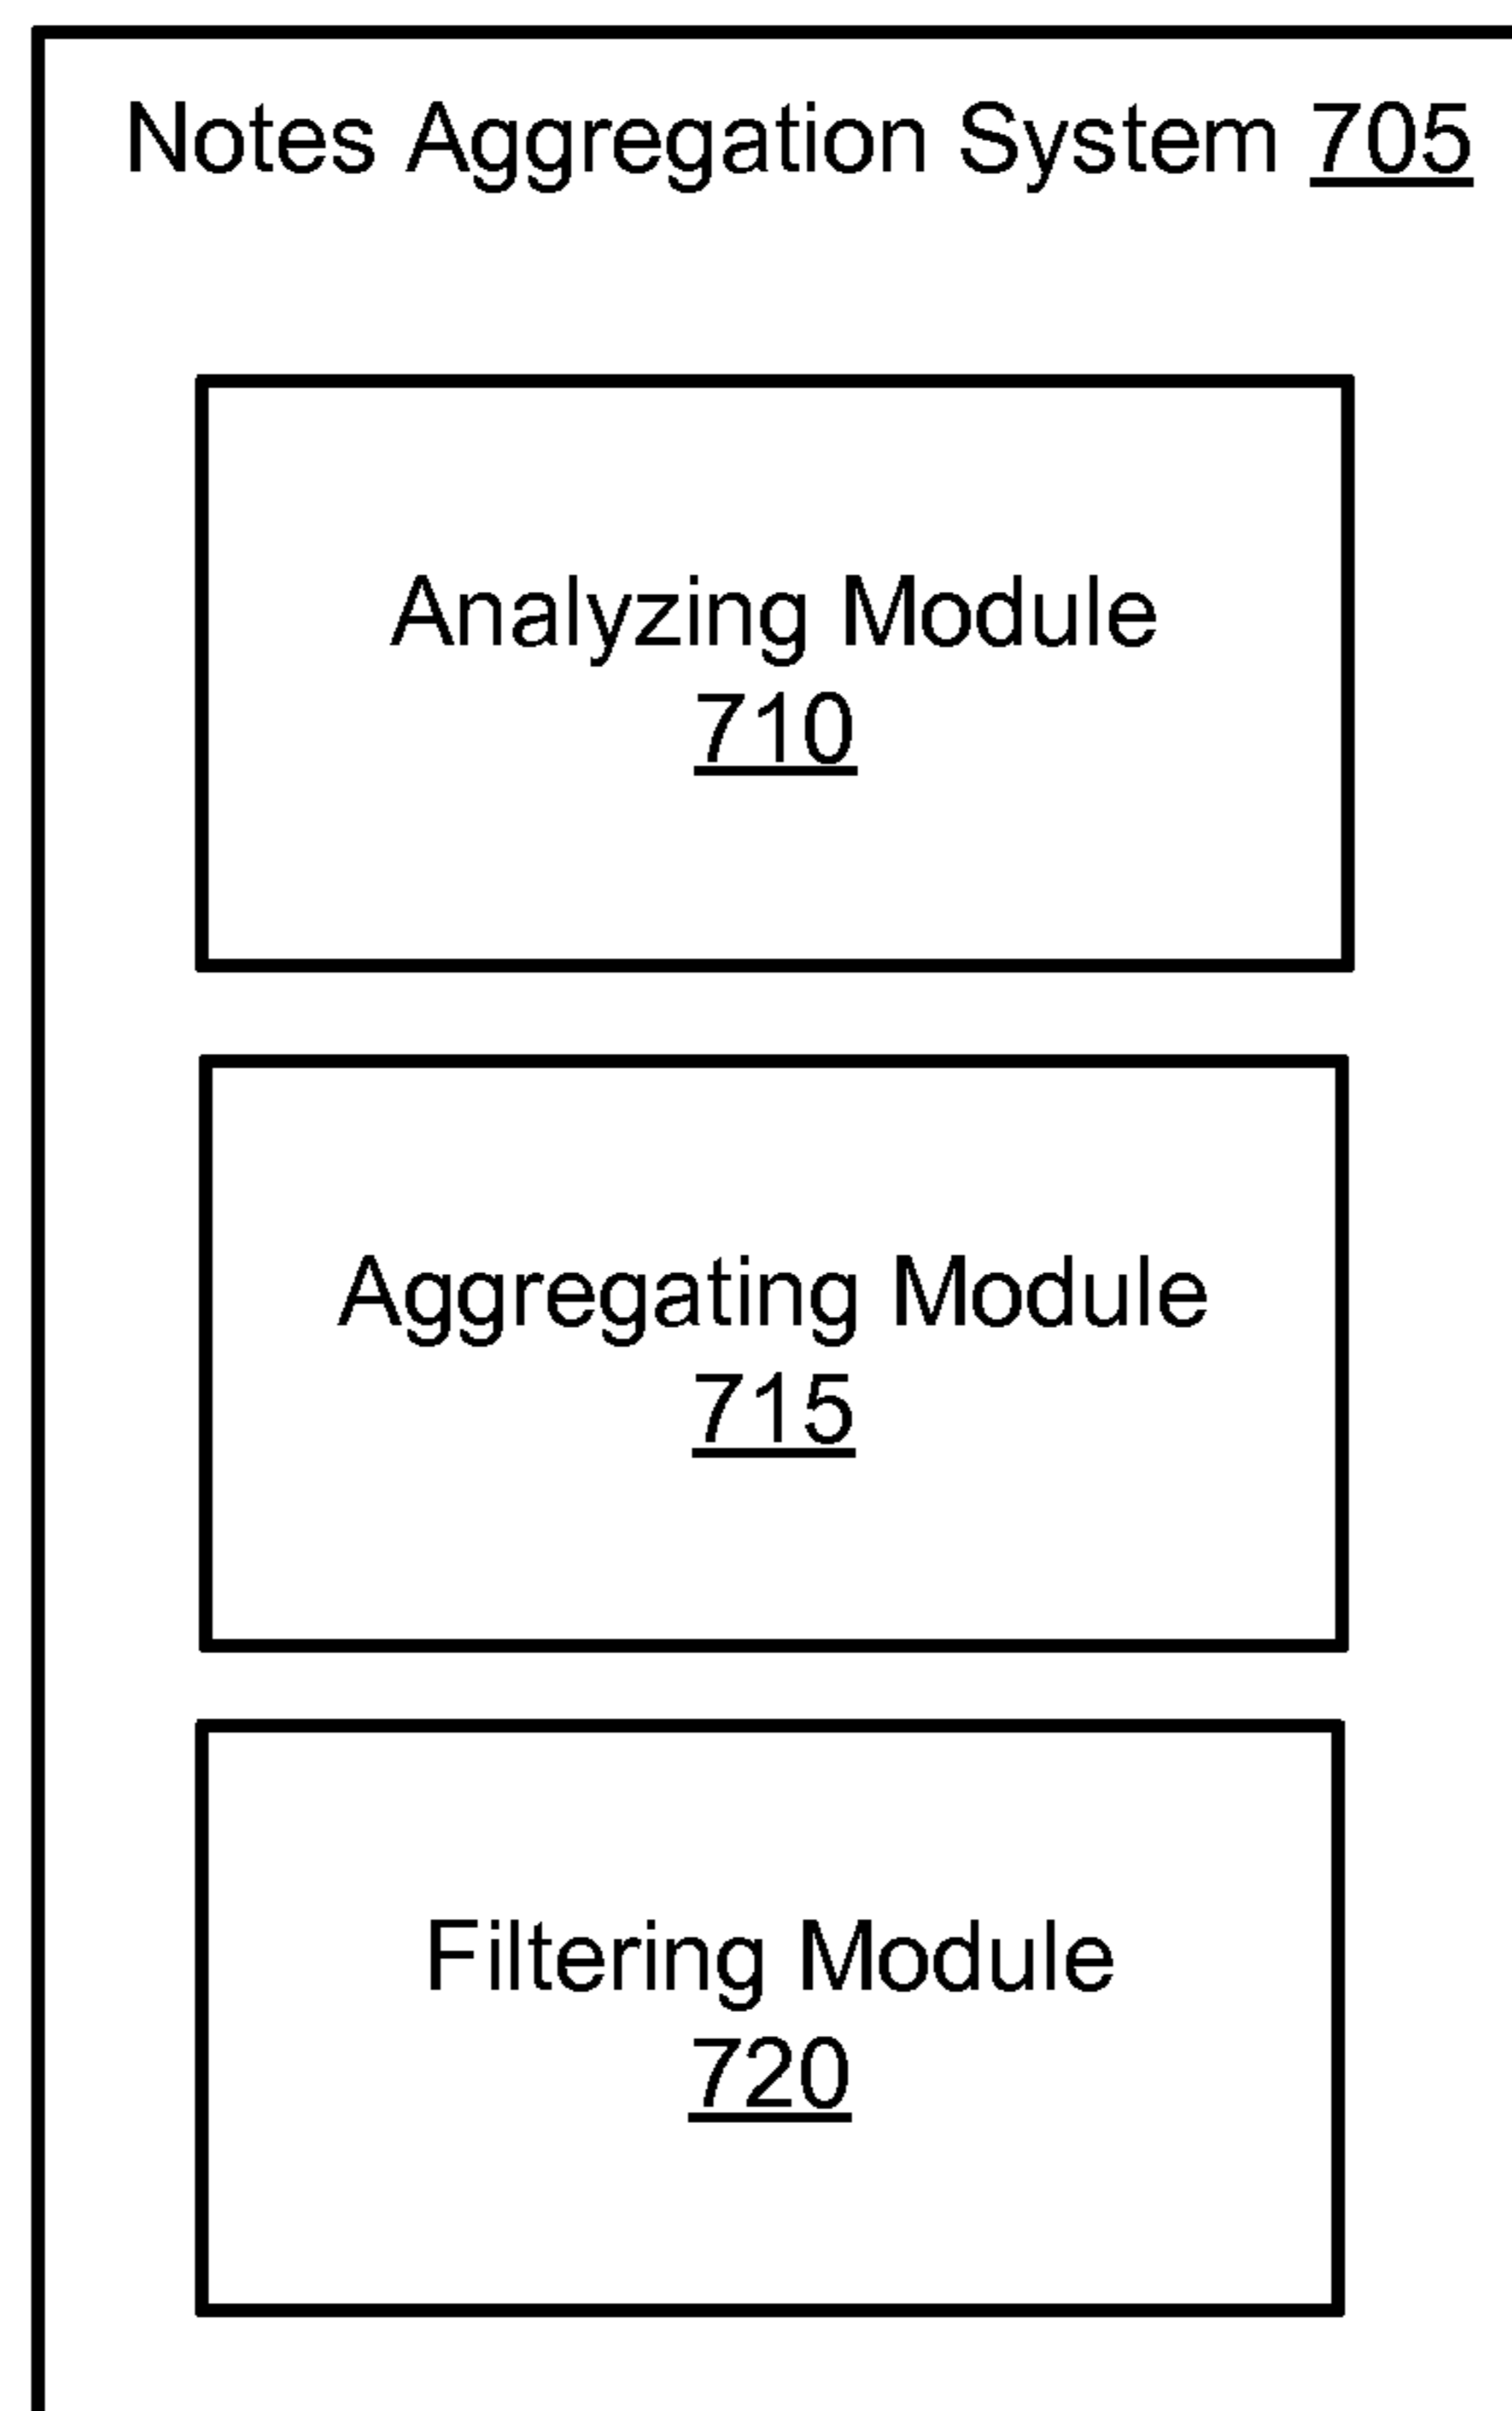 Notes Aggregation System 705
Analyzing Module
710
Aggregating Module
715
Filtering Module
720